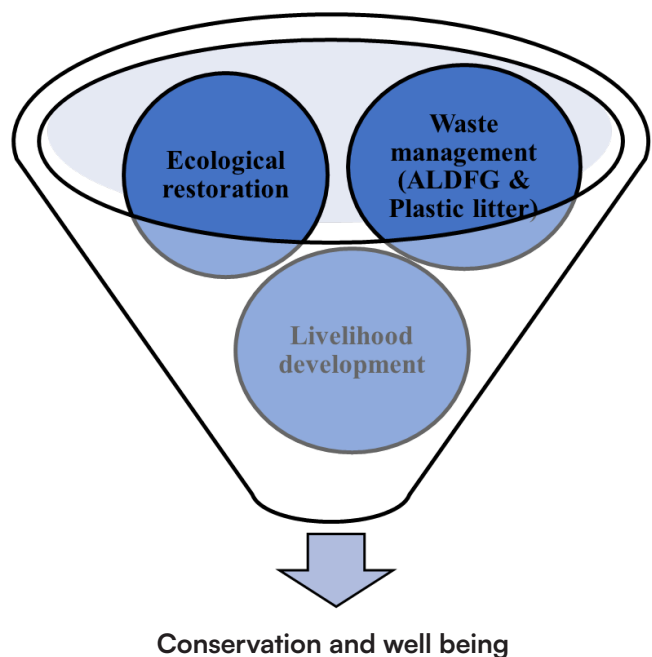 Ecological
restoration
Waste
management
(ALDFG &
Plastic litter)
Livelihood
development
Conservation and well being